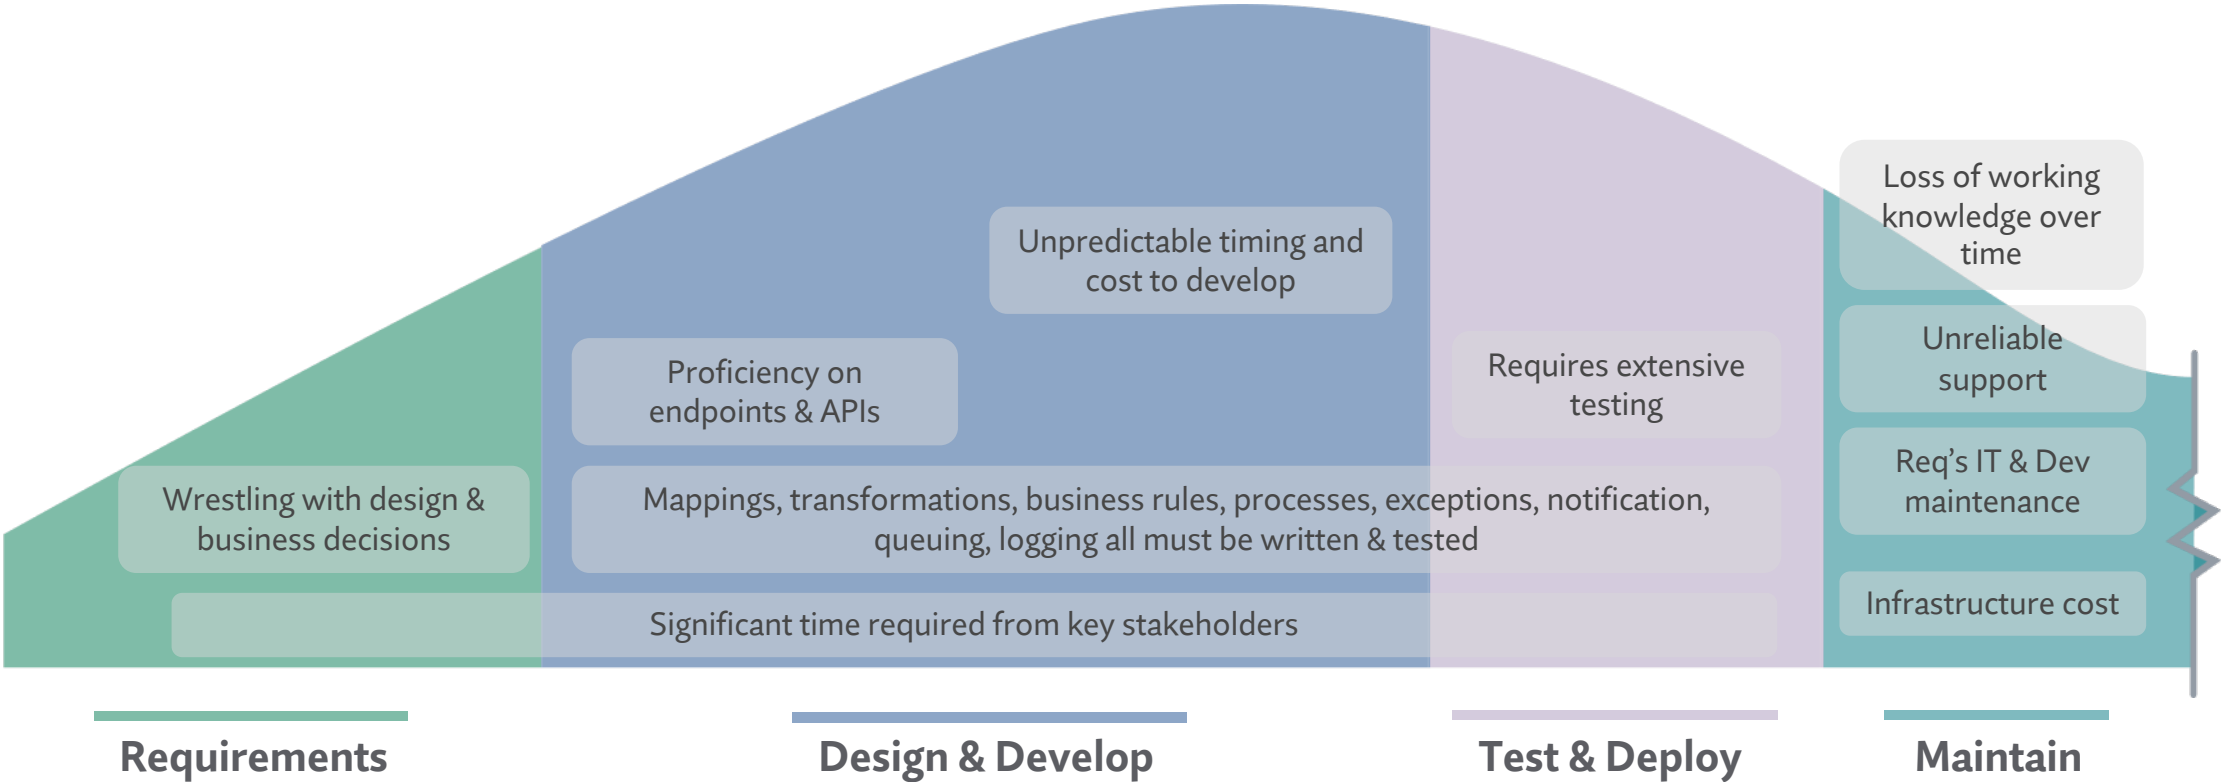 Loss of working
knowledge over
time
Unpredictable timing and
cost to develop
Unreliable
support
Proficiency on
endpoints & APIs
Requires extensive
testing
Req’s IT & Dev
maintenance
Wrestling with design &
business decisions
Mappings, transformations, business rules, processes, exceptions, notification,
queuing, logging all must be written & tested
Infrastructure cost
Significant time required from key stakeholders
Requirements
Design & Develop
Test & Deploy
Maintain